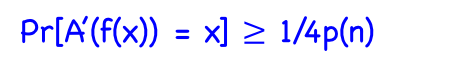 Pr[A′(f(x)) = x] ≥ 1/4p(n)